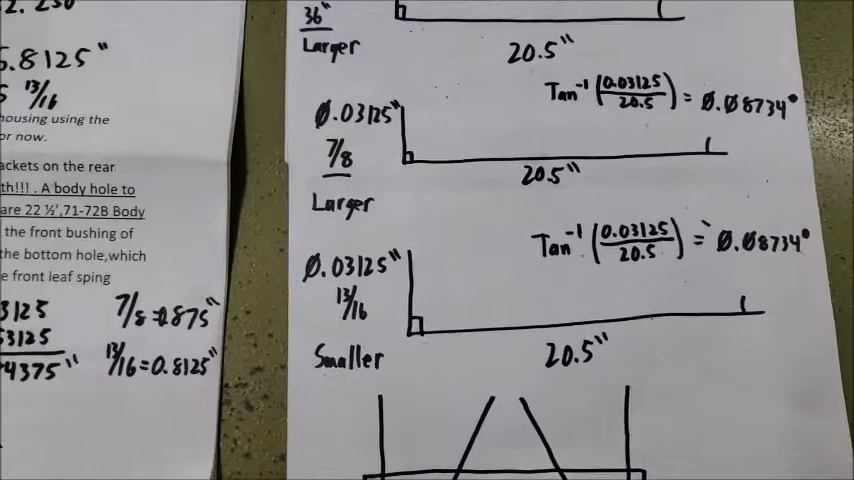 5.8125"
13/16
housing using the
or now.
ackets on the rear
th!!! . A body hole to
are 22 ½',71-72B Body
the front bushing of
the bottom hole,which
e front leaf sping
3125
3125
4375"
7/8=0.875"
13/16=0.8125"
36"
Larger
20.5"
Tan⁻¹(0.03125/20.5) = 0.08734°
0.03125"
7/8
Larger
20.5"
Tan⁻¹(0.03125/20.5) = 0.08734°
0.03125"
13/16
Smaller
20.5"